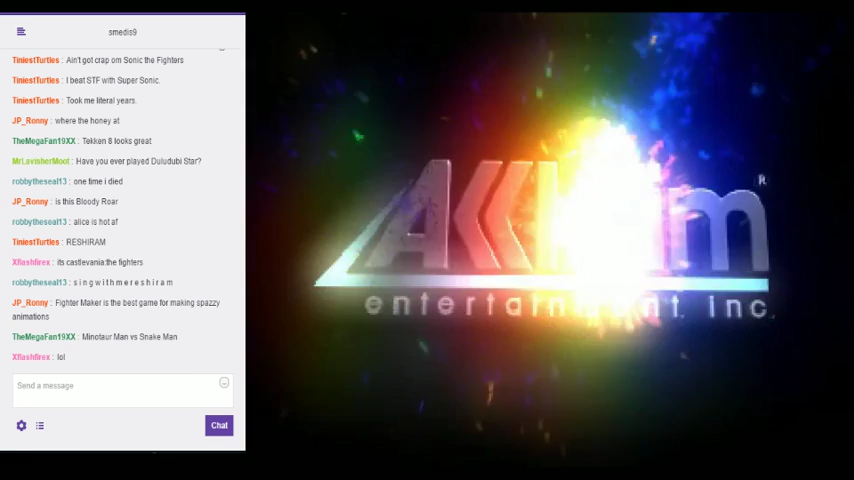 smedis9
TiniestTurtles : Ain't got crap om Sonic the Fighters
TiniestTurtles : I beat STF with Super Sonic.
TiniestTurtles : Took me literal years.
JP_Ronny : where the honey at
TheMegaFan19XX : Tekken 8 looks great
MrLavisherMoot : Have you ever played Duludubi Star?
robbytheseal13 : one time i died
JP_Ronny : is this Bloody Roar
robbytheseal13 : alice is hot af
TiniestTurtles : RESHIRAM
Xflashfirex : its castlevania:the fighters
robbytheseal13 : s i n g w i t h m e r e s h i r a m
JP_Ronny : Fighter Maker is the best game for making spazzy
animations
TheMegaFan19XX : Minotaur Man vs Snake Man
Xflashfirex : lol
Send a message
Chat
AKKlaim
®
entertainment inc.